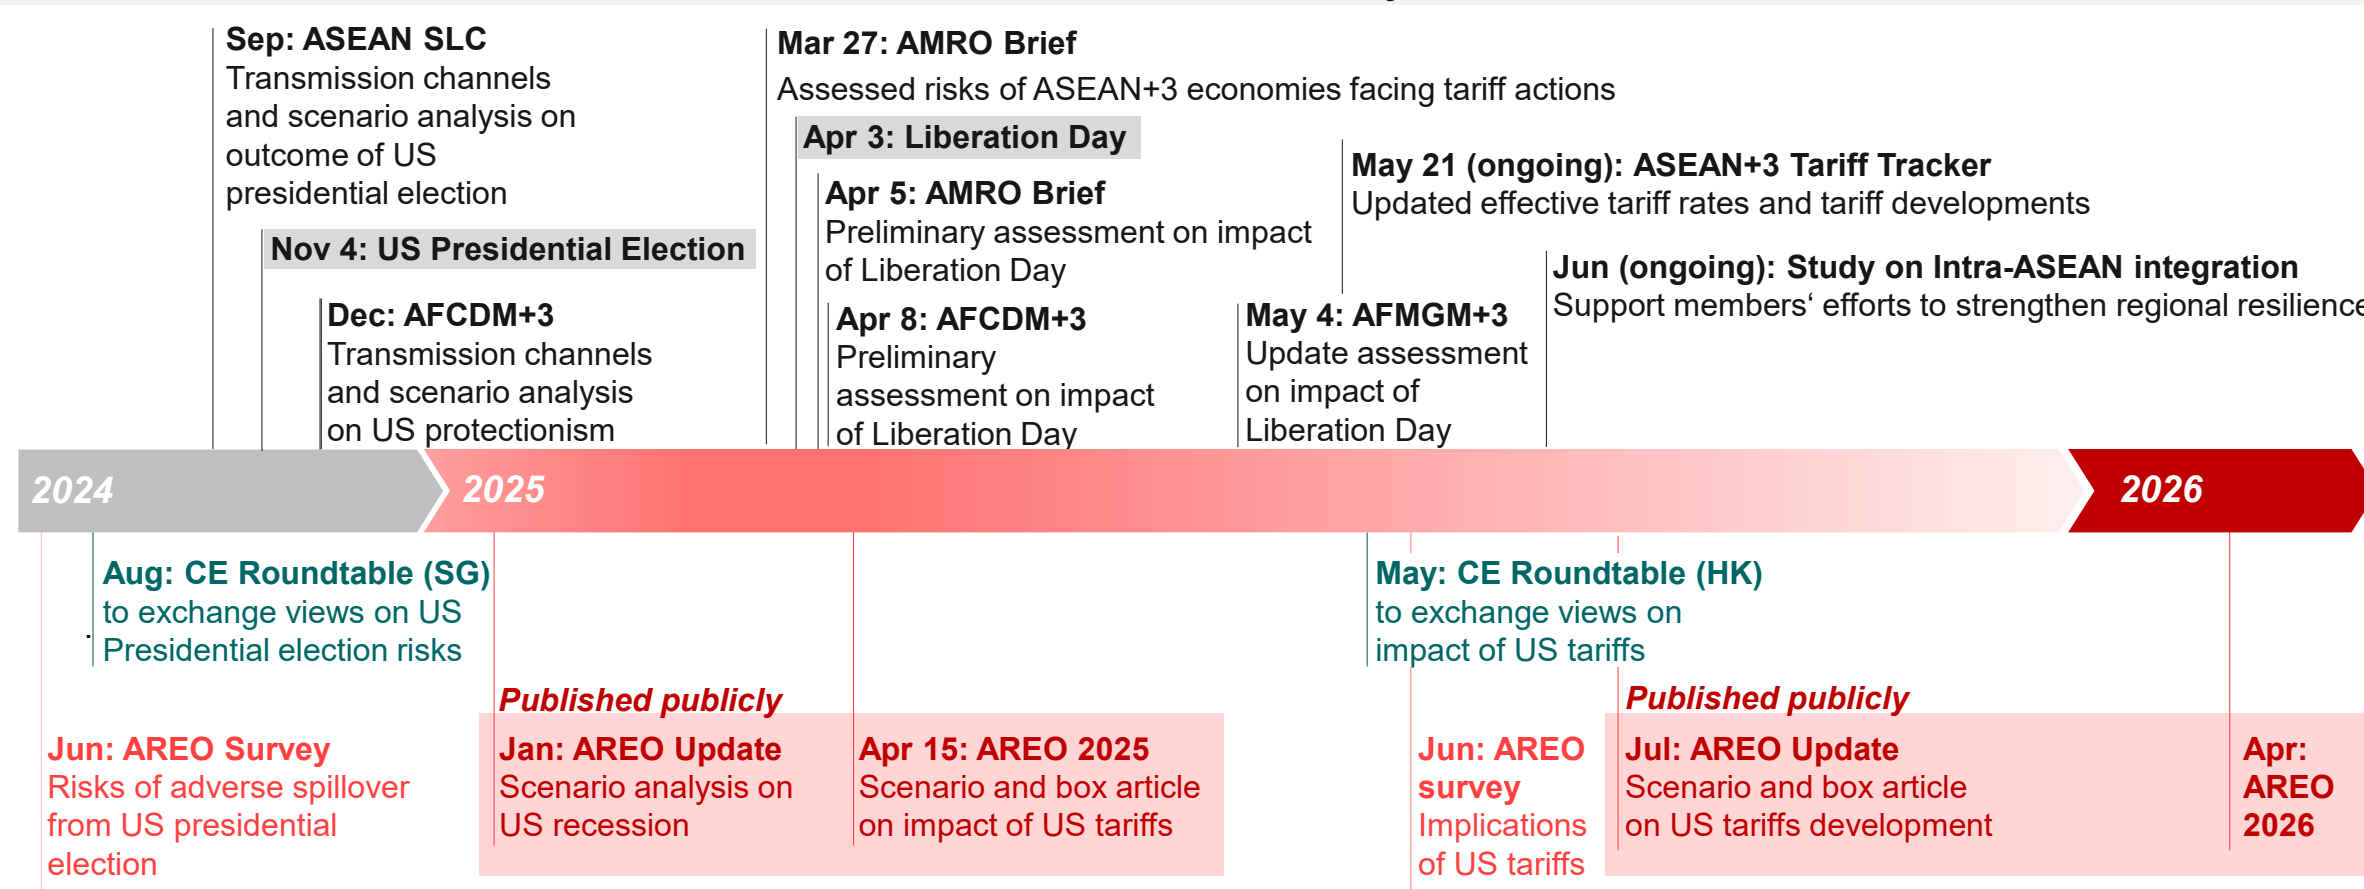 Sep: ASEAN SLC
Transmission channels
and scenario analysis on
outcome of US
presidential election
Nov 4: US Presidential Election
Dec: AFCDM+3
Transmission channels
and scenario analysis
on US protectionism
Mar 27: AMRO Brief
Assessed risks of ASEAN+3 economies facing tariff actions
Apr 3: Liberation Day
Apr 5: AMRO Brief
Preliminary assessment on impact
of Liberation Day
Apr 8: AFCDM+3
Preliminary
assessment on impact
of Liberation Day
May 4: AFMGM+3
Update assessment
on impact of
Liberation Day
May 21 (ongoing): ASEAN+3 Tariff Tracker
Updated effective tariff rates and tariff developments
Jun (ongoing): Study on Intra-ASEAN integration
Support members‘ efforts to strengthen regional resilience
2024
2025
2026
Aug: CE Roundtable (SG)
to exchange views on US
Presidential election risks
May: CE Roundtable (HK)
to exchange views on
impact of US tariffs
Jun: AREO Survey
Risks of adverse spillover
from US presidential
election
Published publicly
Jan: AREO Update
Scenario analysis on
US recession
Apr 15: AREO 2025
Scenario and box article
on impact of US tariffs
Jun: AREO
survey
Implications
of US tariffs
Published publicly
Jul: AREO Update
Scenario and box article
on US tariffs development
Apr:
AREO
2026